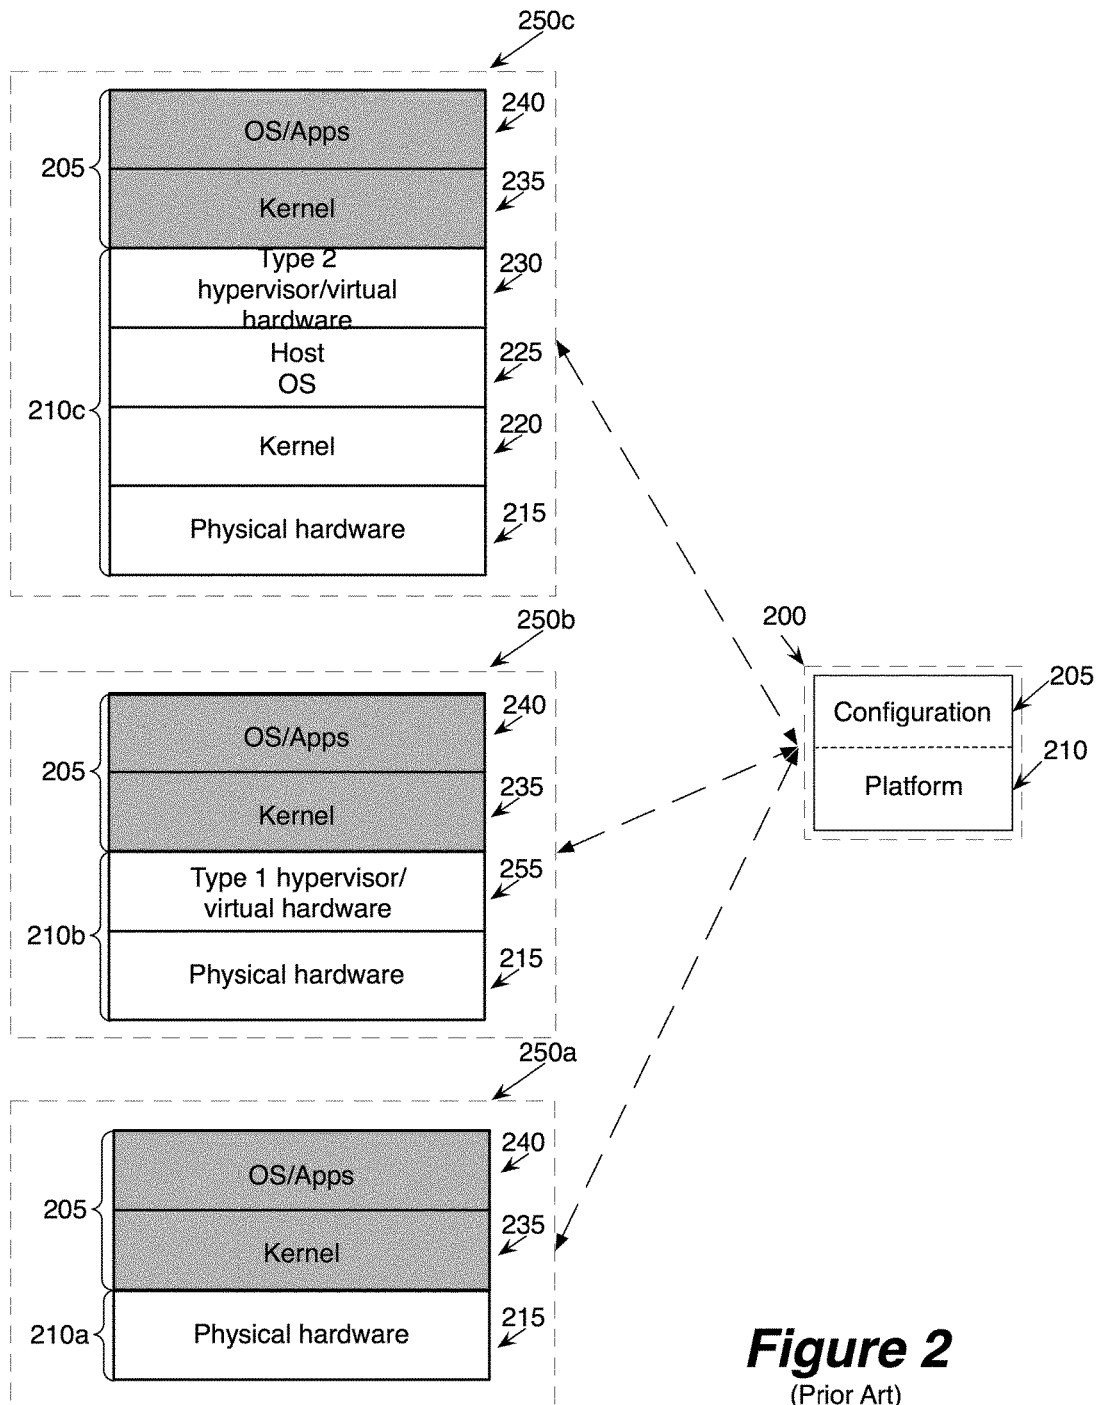 250c
240
OS/Apps
205
235
Kernel
230
Type 2
hypervisor/virtual
hardware
225
Host
OS
210c
220
Kernel
215
Physical hardware
250b
240
OS/Apps
205
235
Kernel
255
Type 1 hypervisor/
virtual hardware
210b
215
Physical hardware
250a
240
OS/Apps
205
235
Kernel
215
210a
Physical hardware
200
205
Configuration
210
Platform
Figure 2
(Prior Art)